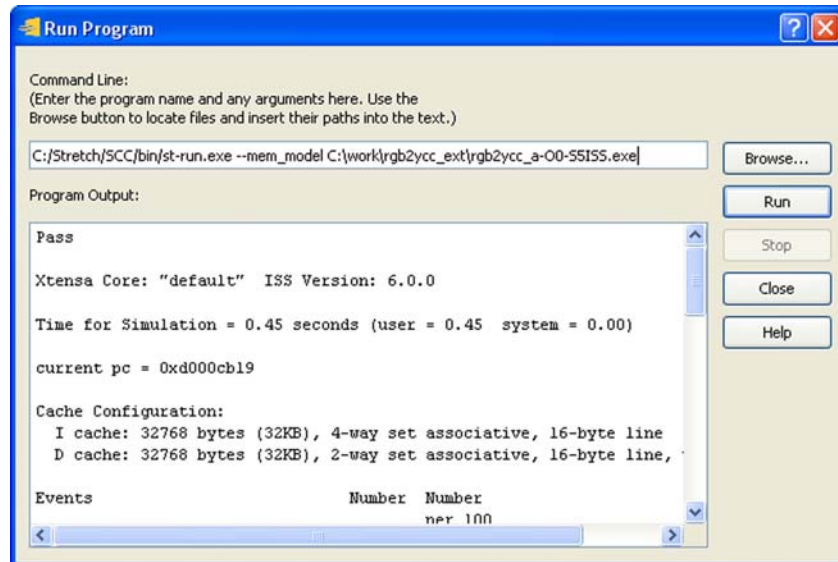 Run Program
Command Line:
(Enter the program name and any arguments here. Use the
Browse button to locate files and insert their paths into the text.)
C:/Stretch/SCC/bin/st-run.exe --mem_model C:\work\rgb2ycc_ext\rgb2ycc_a-O0-S5ISS.exe
Browse...
Program Output:
Run
Pass
Stop
Xtensa Core: "default" ISS Version: 6.0.0
Close
Time for Simulation = 0.45 seconds (user = 0.45 system = 0.00)
Help
current pc = 0xd000cb19
Cache Configuration:
I cache: 32768 bytes (32KB), 4-way set associative, 16-byte line
D cache: 32768 bytes (32KB), 2-way set associative, 16-byte line,
Events Number Number
per 100